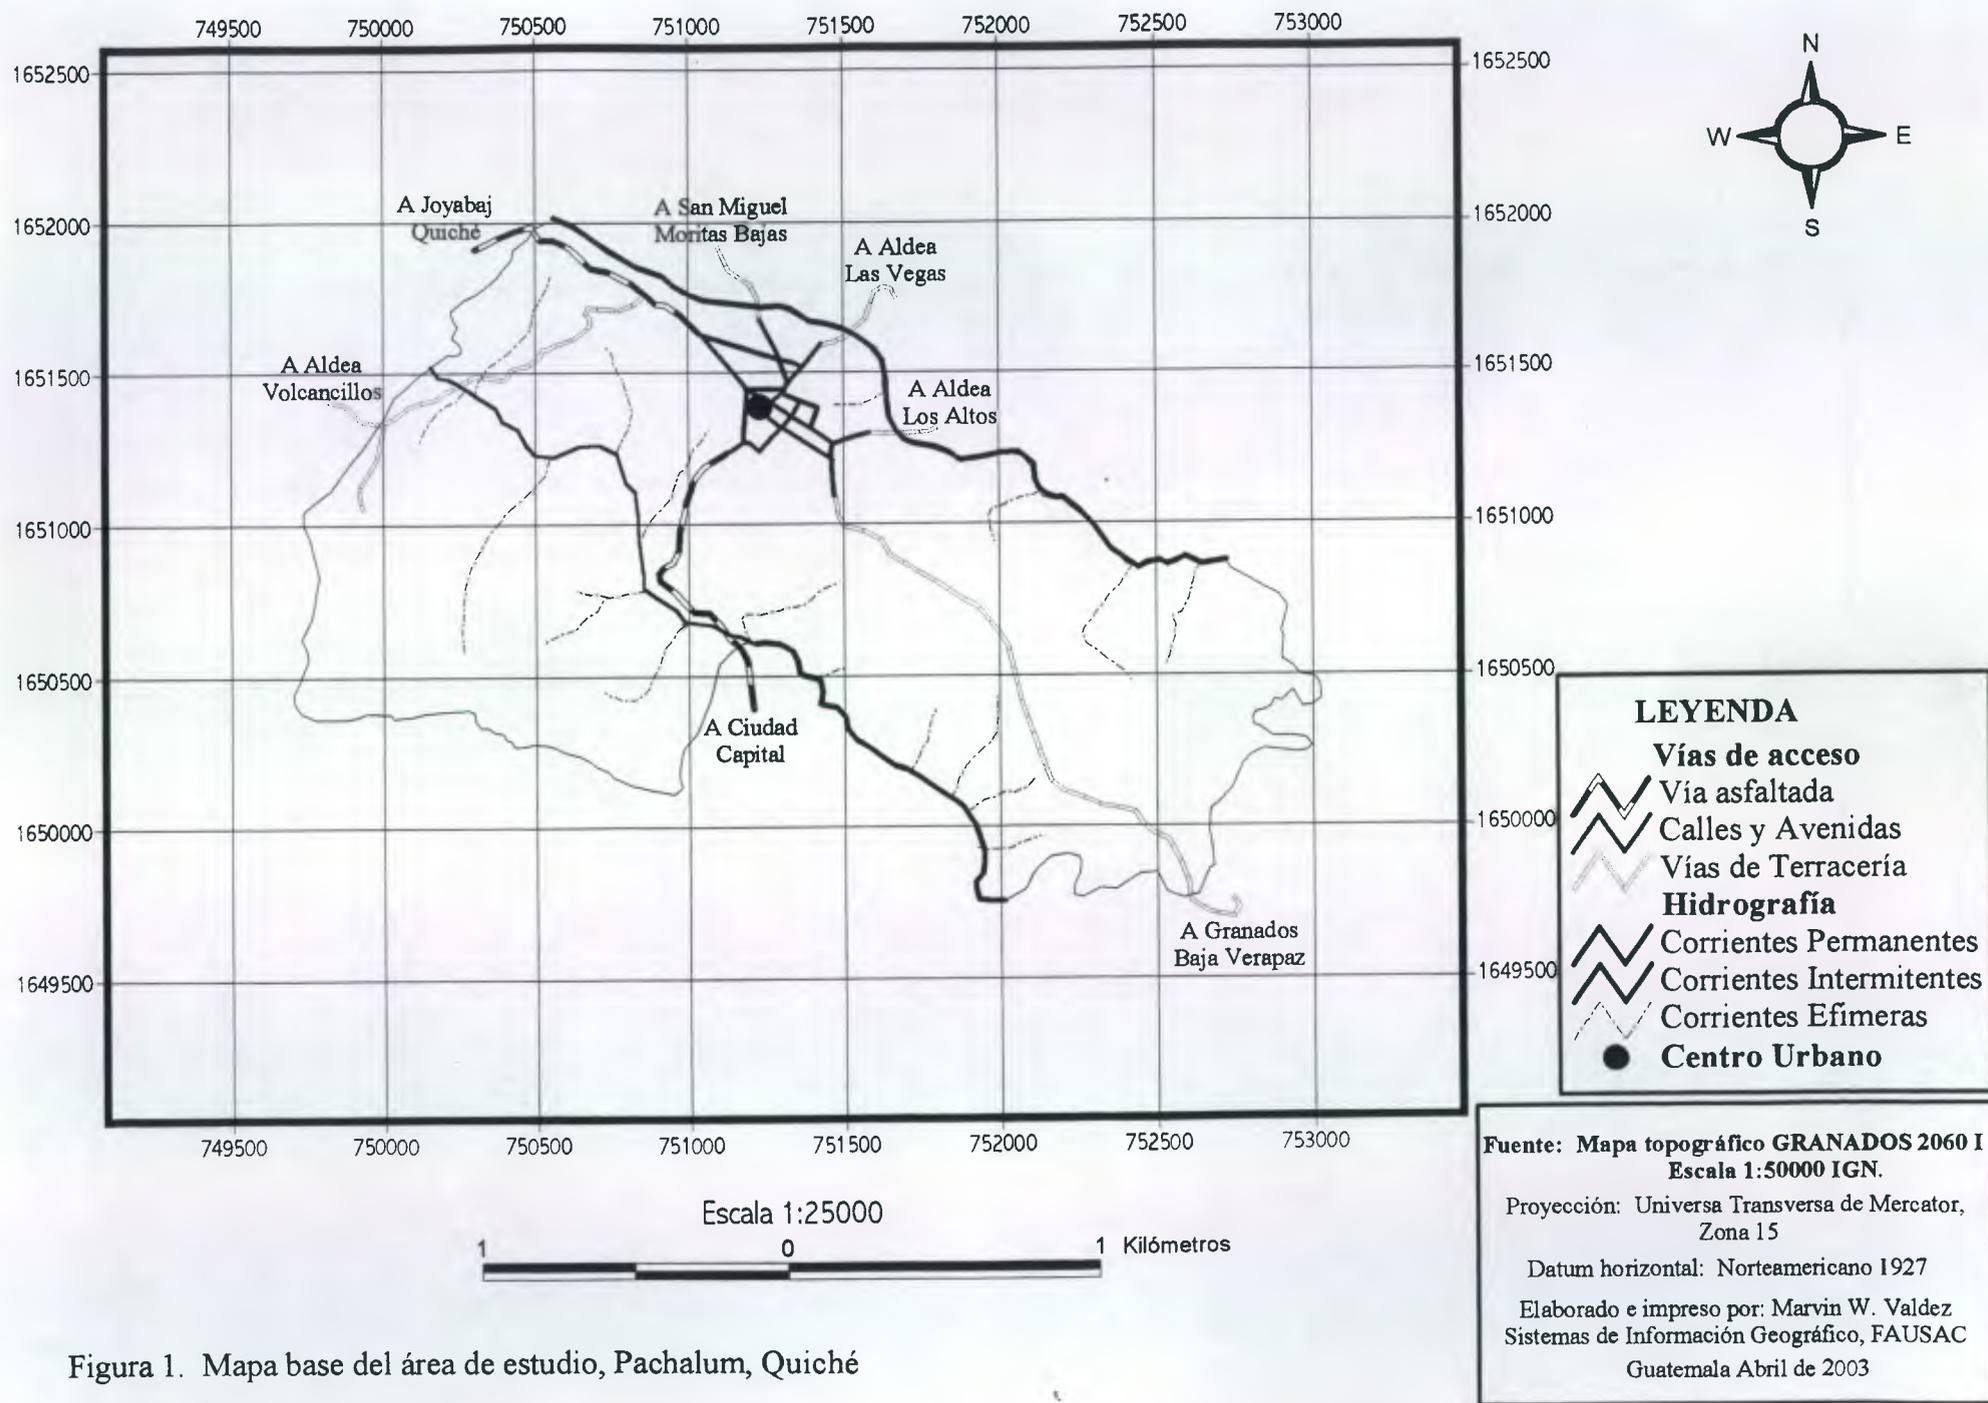 749500 750000 750500 751000 751500 752000 752500 753000
1652500
1652000
1651500
1651000
1650500
1650000
1649500
1652500
1652000
1651500
1651000
1650500
1650000
1649500
N
W E
S
A Joyabaj
Quiché
A San Miguel
Moritas Bajas
A Aldea
Las Vegas
A Aldea
Volcancillos
A Aldea
Los Altos
A Ciudad
Capital
A Granados
Baja Verapaz
749500 750000 750500 751000 751500 752000 752500 753000
LEYENDA
Vías de acceso
Vía asfaltada
Calles y Avenidas
Vías de Terracería
Hidrografía
Corrientes Permanentes
Corrientes Intermitentes
Corrientes Efimeras
Centro Urbano
Escala 1:25000
1 0 1 Kilómetros
Fuente: Mapa topográfico GRANADOS 2060 I
Escala 1:50000 IGN.
Proyección: Universa Transversa de Mercator,
Zona 15
Datum horizontal: Norteamericano 1927
Elaborado e impreso por: Marvin W. Valdez
Sistemas de Información Geográfico, FAUSAC
Guatemala Abril de 2003
Figura 1. Mapa base del área de estudio, Pachalum, Quiché